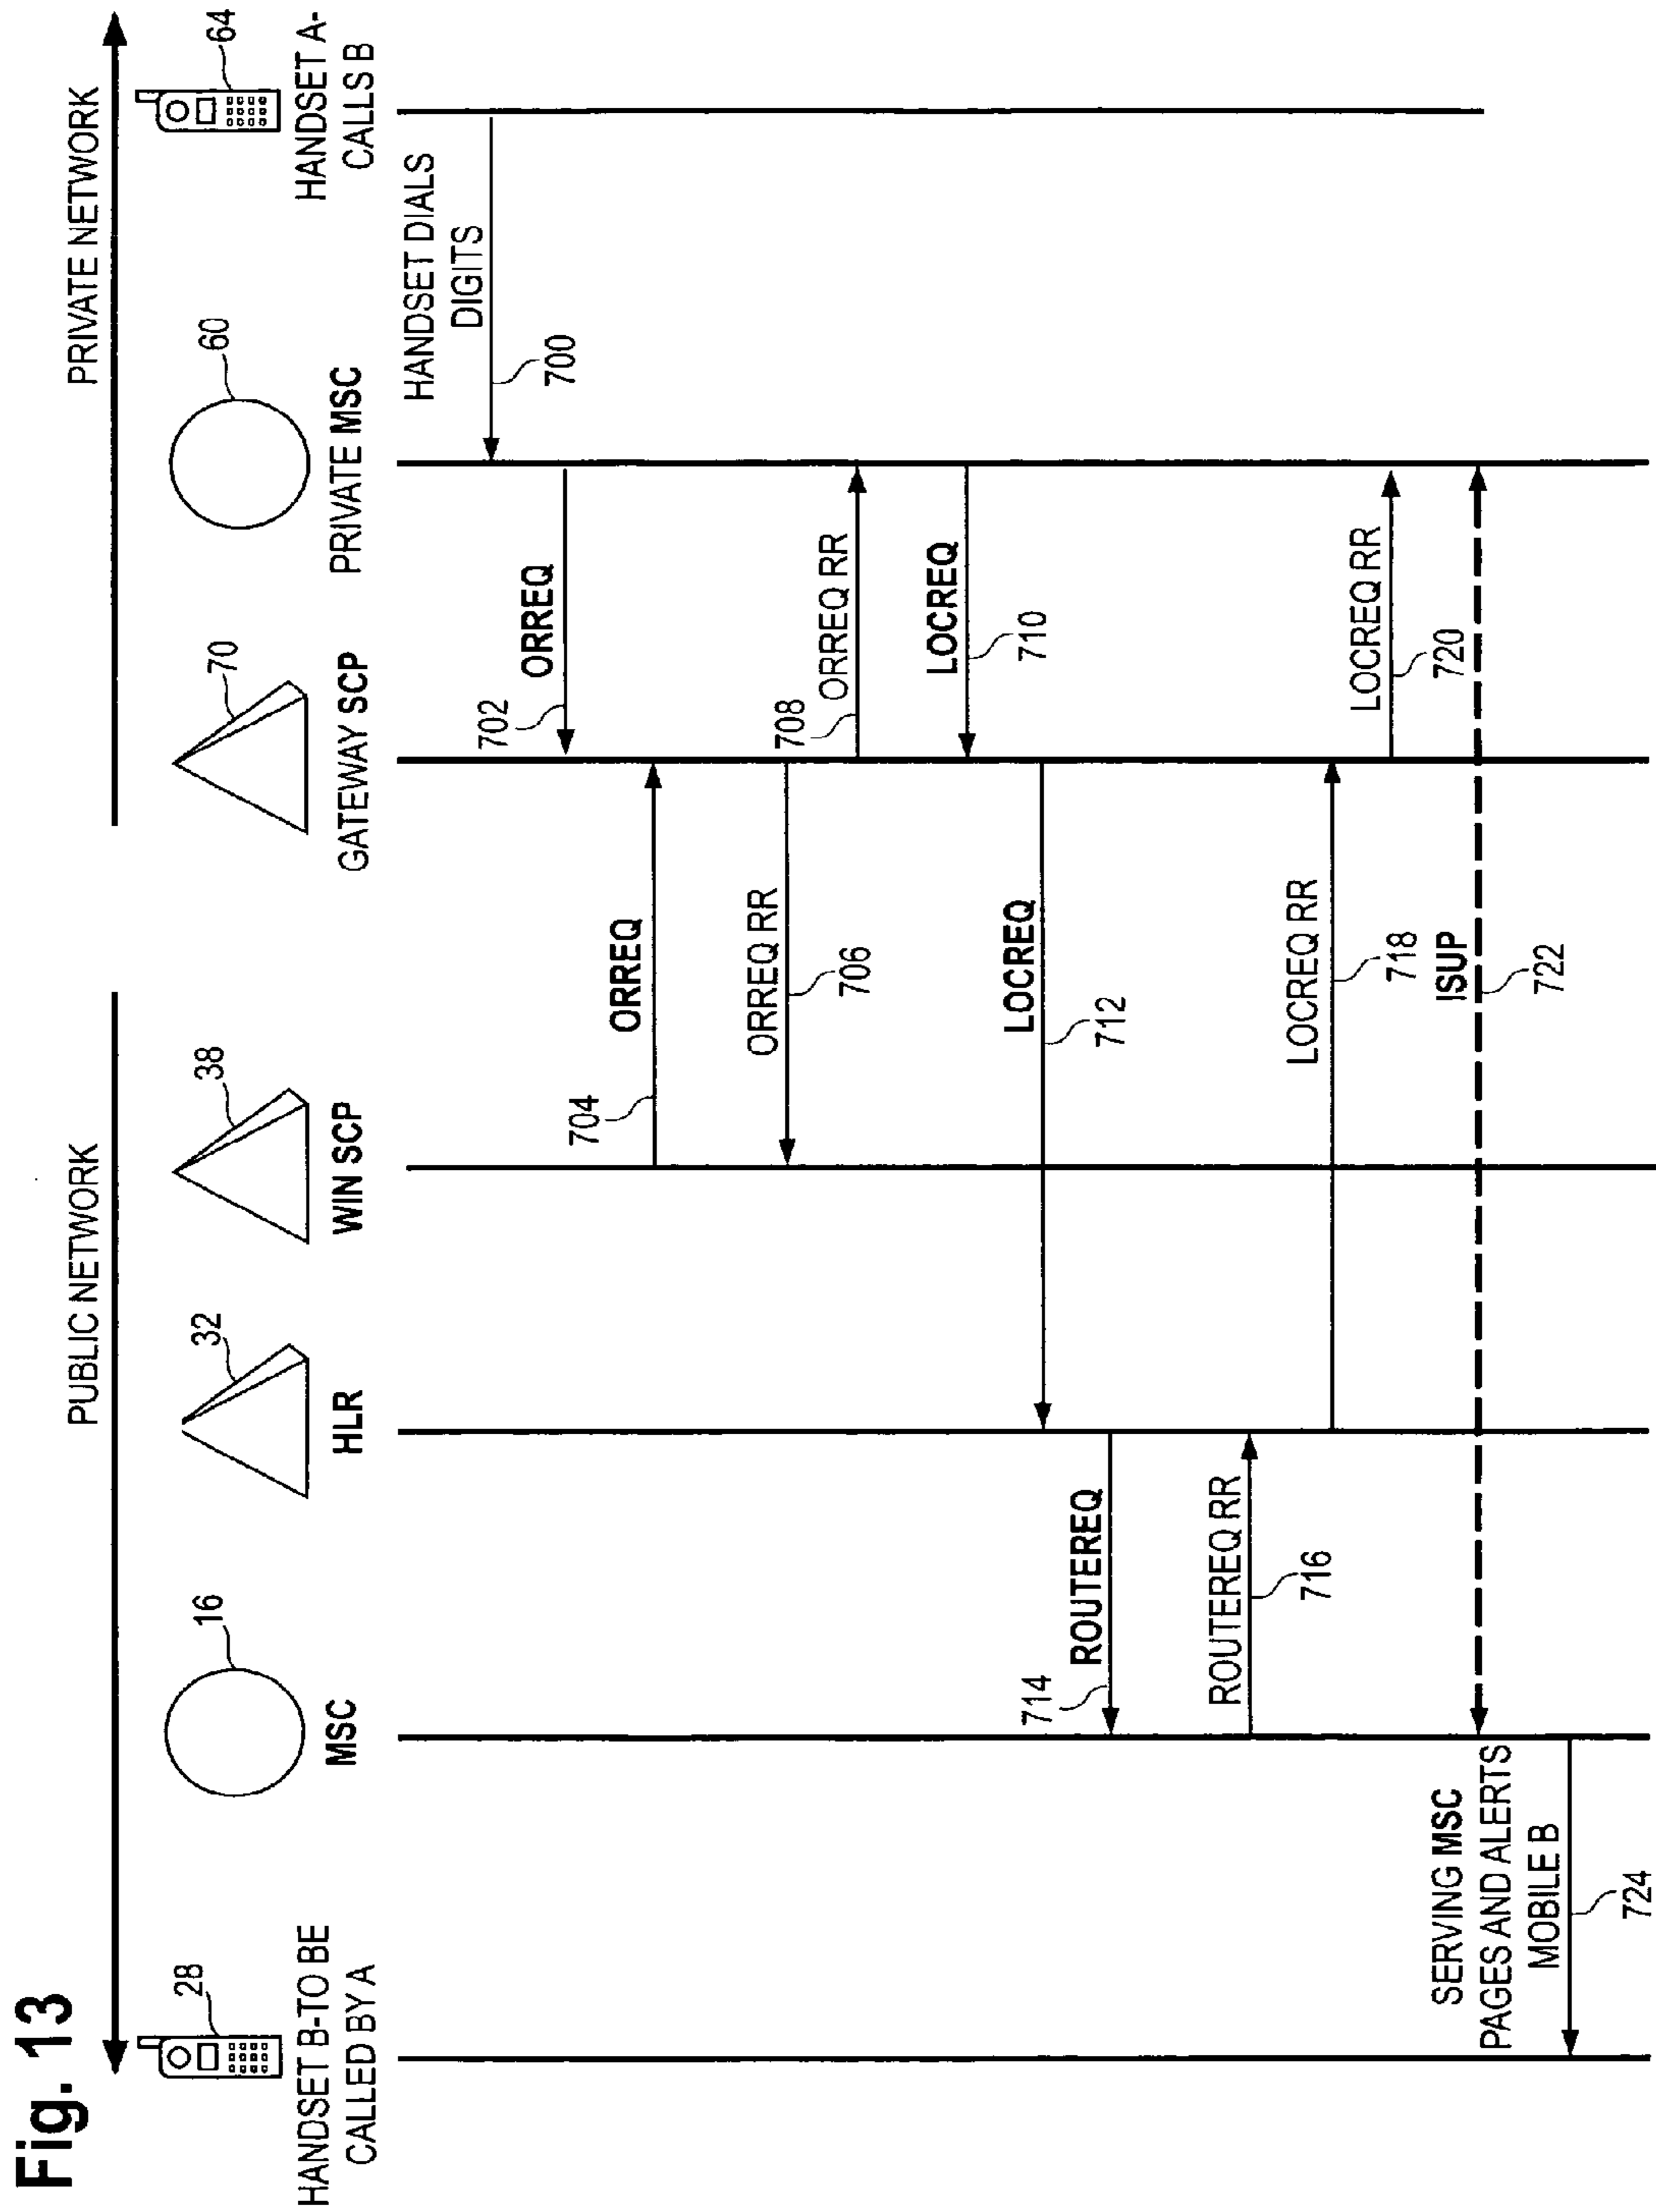 Fig. 13
PUBLIC NETWORK
PRIVATE NETWORK
28
HANDSET B-TO BE
CALLED BY A
16
MSC
32
HLR
38
WIN SCP
70
GATEWAY SCP
60
PRIVATE MSC
64
HANDSET A-
CALLS B
HANDSET DIALS
DIGITS
700
702
ORREQ
704
ORREQ
ORREQ RR
706
708
ORREQ RR
LOCREQ
710
LOCREQ
712
714
ROUTEREQ
ROUTEREQ RR
716
LOCREQ RR
718
LOCREQ RR
720
ISUP
722
SERVING MSC
PAGES AND ALERTS
MOBILE B
724